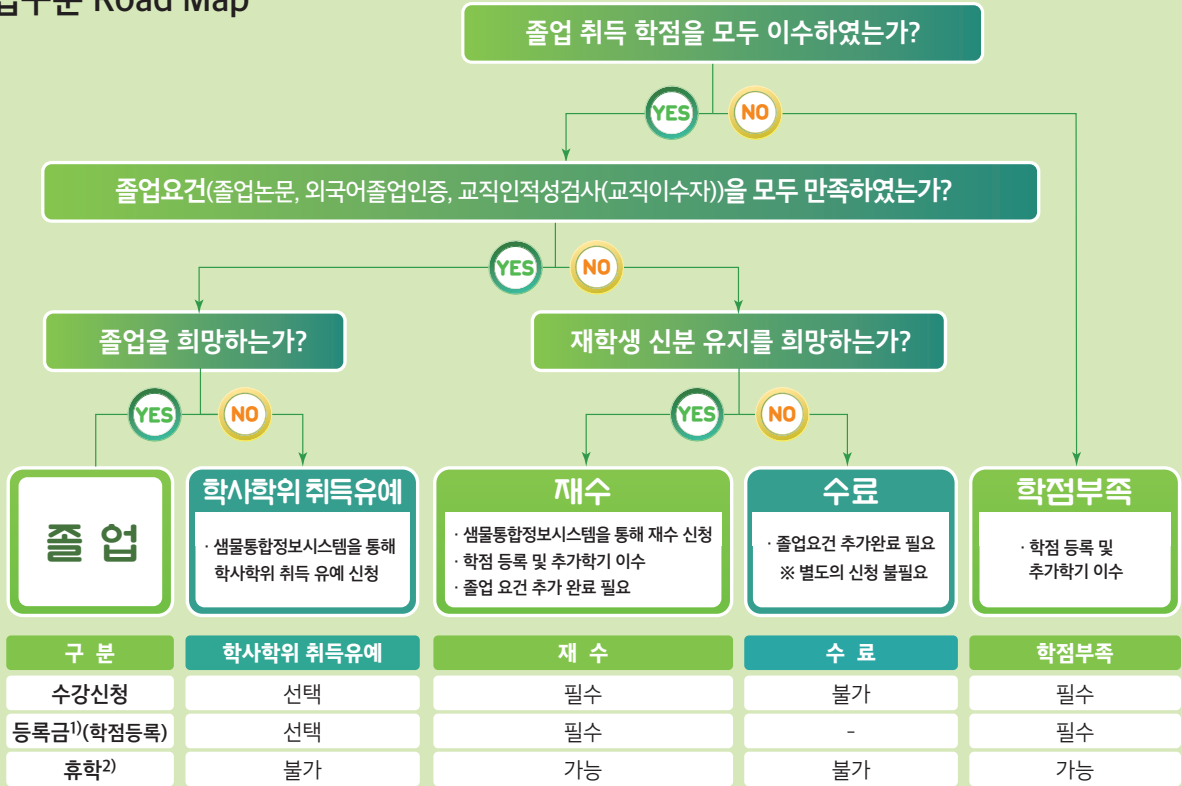 Road Map
졸업 취득 학점을 모두 이수하였는가?
YES
NO
졸업요건(졸업논문, 외국어졸업인증, 교직인적성검사(교직이수자))을 모두 만족하였는가?
YES
NO
졸업을 희망하는가?
재학생 신분 유지를 희망하는가?
YES
NO
YES
NO
졸 업
학사학위 취득유예
· 샘물통합정보시스템을 통해
학사학위 취득 유예 신청
재수
· 샘물통합정보시스템을 통해 재수 신청
· 학점 등록 및 추가학기 이수
· 졸업 요건 추가 완료 필요
수료
· 졸업요건 추가완료 필요
※ 별도의 신청 불필요
학점부족
· 학점 등록 및
추가학기 이수
구 분 학사학위 취득유예 재 수 수 료 학점부족
수강신청 선택 필수 불가 필수
등록금1)(학점등록) 선택 필수 - 필수
휴학2) 불가 가능 불가 가능